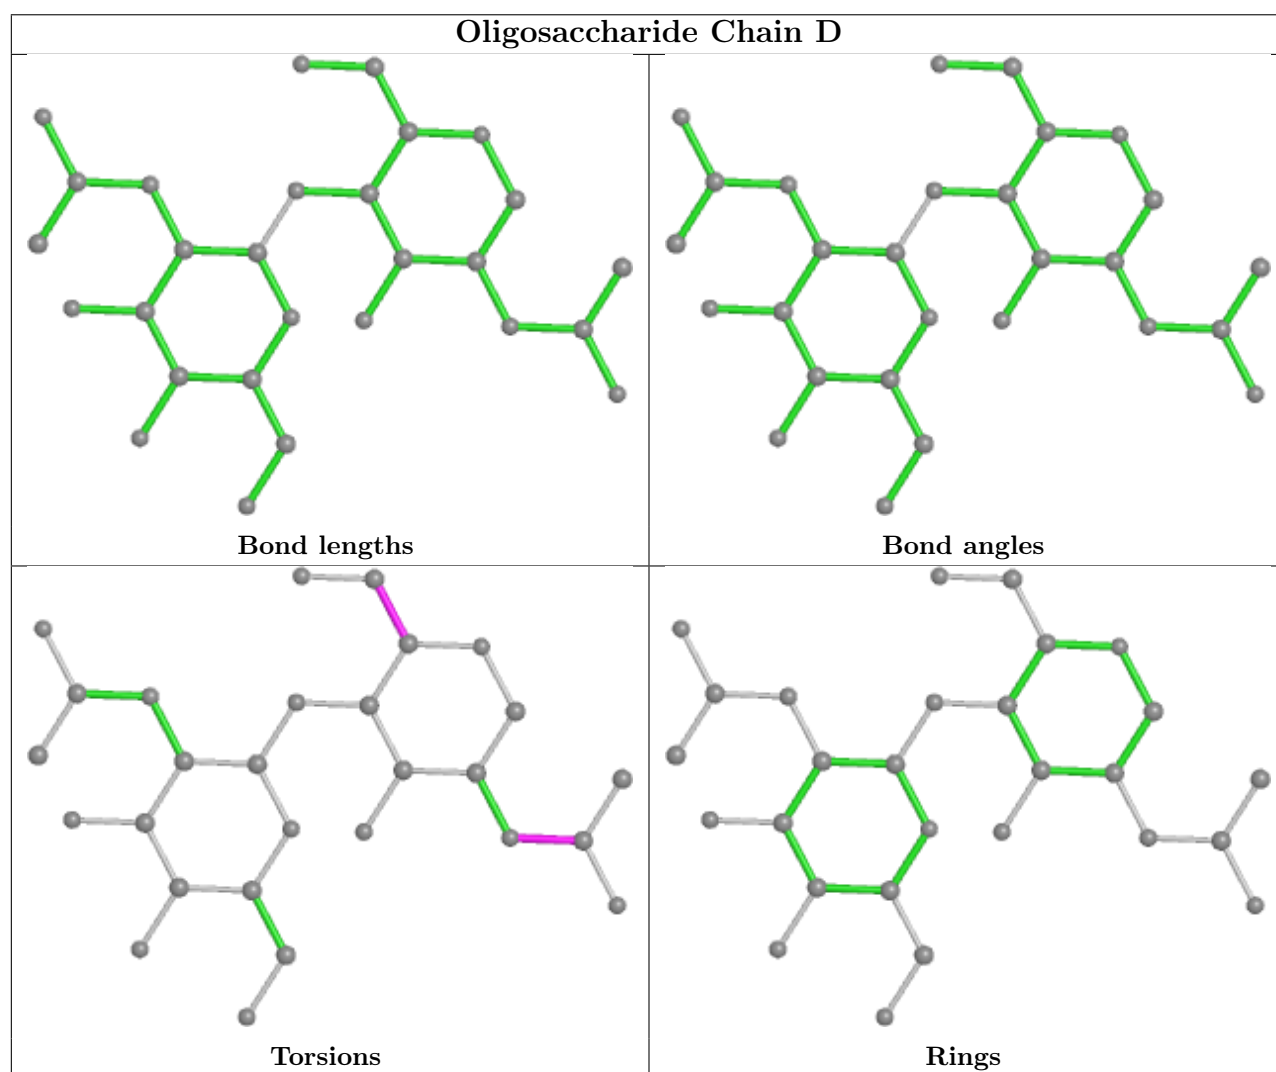 Oligosaccharide Chain D
Bond lengths
Bond angles
Torsions
Rings